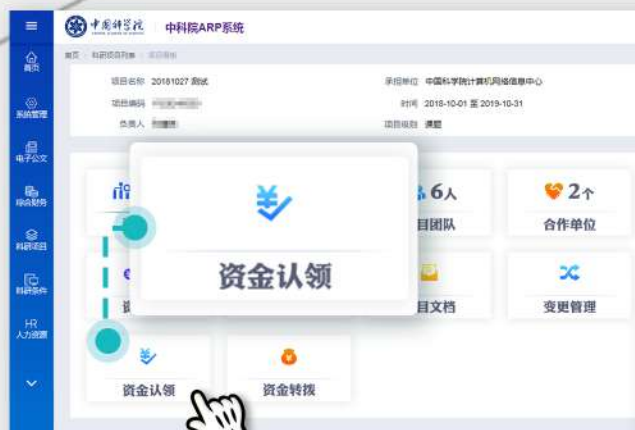 中国科学院 中科院ARP系统
首页
首页 科研项目列表 项目看板
项目名称 20181027 测试 承担单位 中国科学院计算机网络信息中心
系统管理
项目编码 时间 2018-10-01 至 2019-10-31
负责人 项目级别 课题
电子公文
综合财务
6人 2个
目团队 合作单位
科研项目
资金认领
科研条件
目文档 变更管理
HR
人力资源
资金认领 资金转拨